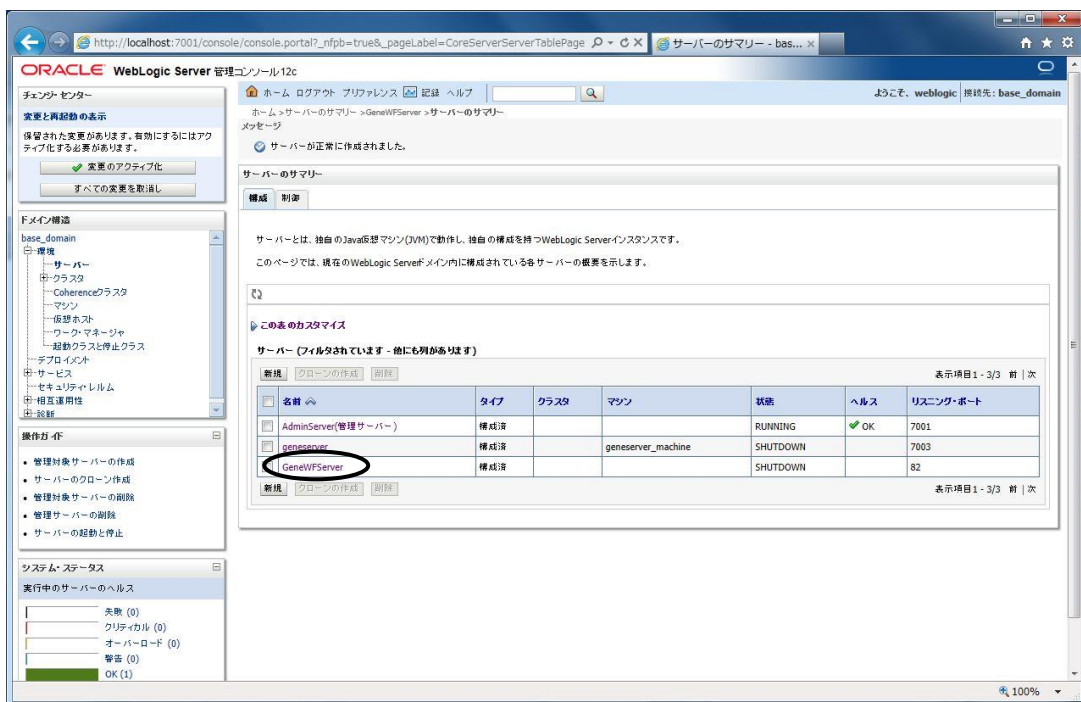 http://localhost:7001/console/console.portal?_nfpb=true&_pageLabel=CoreServerServerTablePage
サーバーのサマリー - bas...
ORACLE WebLogic Server 管理コンソール 12c
チェンジ・センター
変更と再起動の表示
保留された変更があります。有効にするにはアク
ティブ化する必要があります。
変更のアクティブ化
すべての変更を取消し
ドメイン構造
base_domain
環境
サーバー
クラスタ
Coherenceクラスタ
マシン
仮想ホスト
ワーク・マネージャ
起動クラスと停止クラス
デプロイメント
サービス
セキュリティ・レルム
相互運用性
診断
操作ガイド
管理対象サーバーの作成
サーバーのクローン作成
管理対象サーバーの削除
管理サーバーの削除
サーバーの起動と停止
システム・ステータス
実行中のサーバーのヘルス
失敗 (0)
クリティカル (0)
オーバーロード (0)
警告 (0)
OK (1)
ホーム ログアウト プリファレンス 記録 ヘルプ
ようこそ、weblogic 接続先: base_domain
ホーム >サーバーのサマリー >GeneWFServer >サーバーのサマリー
メッセージ
サーバーが正常に作成されました。
サーバーのサマリー
構成 制御
サーバーとは、独自のJava仮想マシン(JVM)で動作し、独自の構成を持つWebLogic Serverインスタンスです。
このページでは、現在のWebLogic Serverドメイン内に構成されている各サーバーの概要を示します。
この表のカスタマイズ
サーバー (フィルタされています - 他にも列があります)
新規 クローンの作成 削除 表示項目1 - 3/3 前 | 次
名前 タイプ クラスタ マシン 状態 ヘルス リスニング・ポート
AdminServer(管理サーバー) 構成済 RUNNING OK 7001
geneserver 構成済 geneserver_machine SHUTDOWN 7003
GeneWFServer 構成済 SHUTDOWN 82
新規 クローンの作成 削除 表示項目1 - 3/3 前 | 次
100%